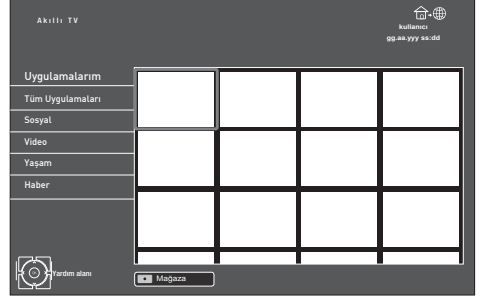 Akıllı TV
kullanıcı
gg.aa.yyy ss:dd
Uygulamalarım
Tüm Uygulamaları
Sosyal
Video
Yaşam
Haber
Yardım alanı
Mağaza